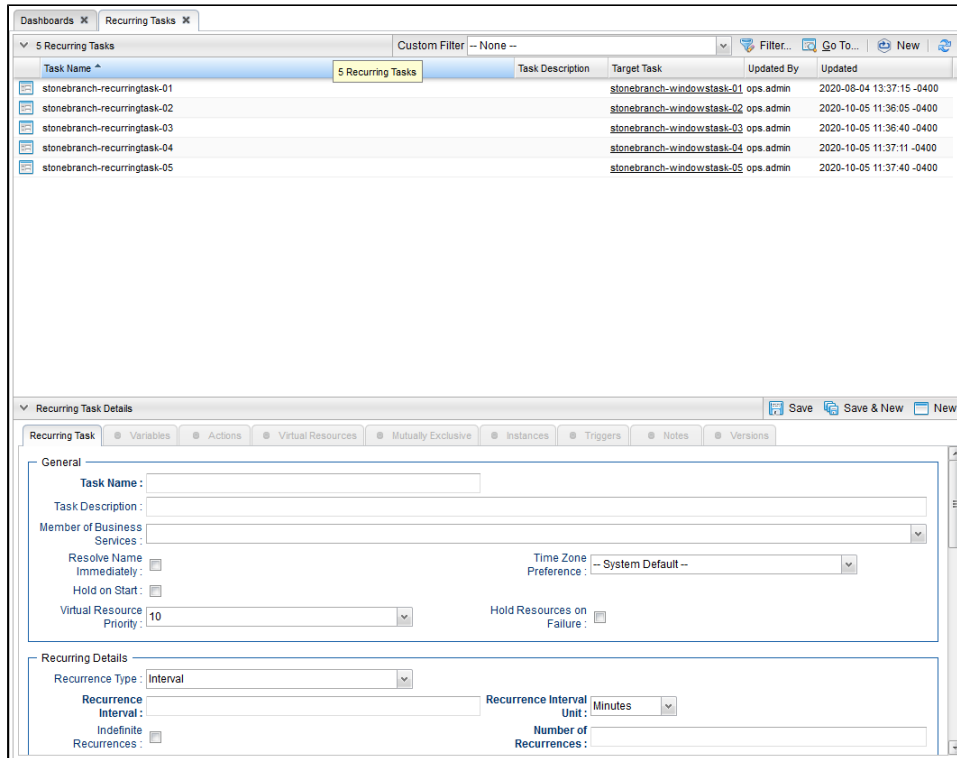 Dashboards Recurring Tasks
5 Recurring Tasks Custom Filter -- None -- Filter... Go To... New
Task Name Task Description Target Task Updated By Updated
5 Recurring Tasks
stonebranch-recurringtask-01 stonebranch-windowstask-01 ops.admin 2020-08-04 13:37:15 -0400
stonebranch-recurringtask-02 stonebranch-windowstask-02 ops.admin 2020-10-05 11:36:05 -0400
stonebranch-recurringtask-03 stonebranch-windowstask-03 ops.admin 2020-10-05 11:36:40 -0400
stonebranch-recurringtask-04 stonebranch-windowstask-04 ops.admin 2020-10-05 11:37:11 -0400
stonebranch-recurringtask-05 stonebranch-windowstask-05 ops.admin 2020-10-05 11:37:40 -0400
Recurring Task Details Save Save & New New
Recurring Task Variables Actions Virtual Resources Mutually Exclusive Instances Triggers Notes Versions
General
Task Name :
Task Description :
Member of Business
Services :
Resolve Name
Immediately :
Time Zone
Preference : -- System Default --
Hold on Start :
Virtual Resource
Priority : 10
Hold Resources on
Failure :
Recurring Details
Recurrence Type : Interval
Recurrence
Interval :
Recurrence Interval
Unit : Minutes
Indefinite
Recurrences :
Number of
Recurrences :